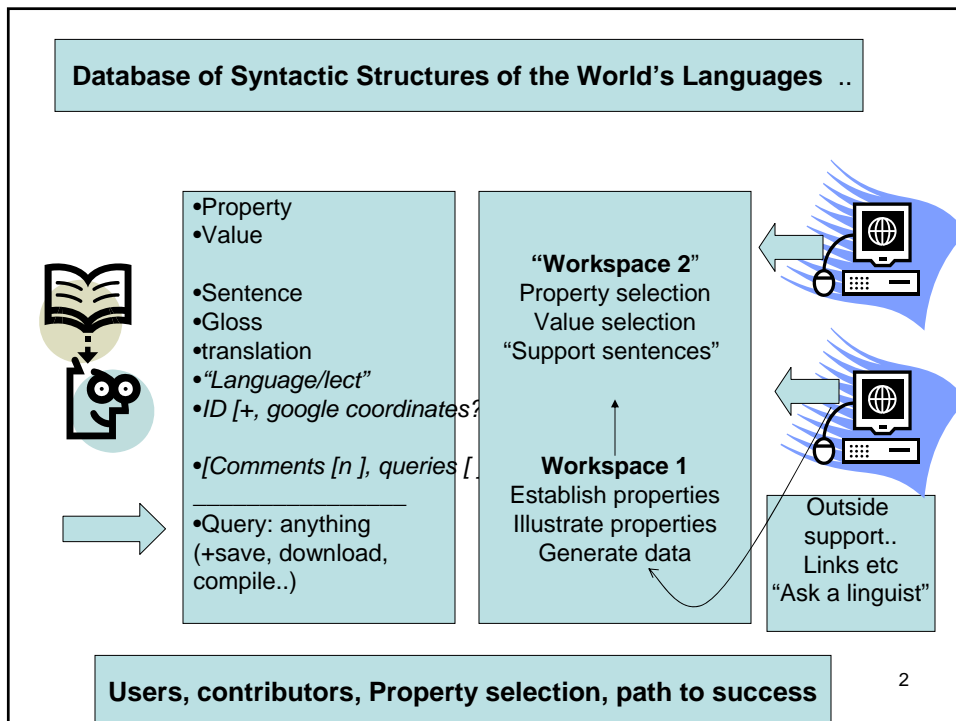 Database of Syntactic Structures of the World's Languages ..
•Property
•Value
•Sentence
•Gloss
•translation
•“Language/lect”
•ID [+, google coordinates?
•[Comments [n ], queries [ ]
________________
•Query: anything
(+save, download,
compile..)
“Workspace 2”
Property selection
Value selection
“Support sentences”
Workspace 1
Establish properties
Illustrate properties
Generate data
Outside
support..
Links etc
“Ask a linguist”
Users, contributors, Property selection, path to success
2